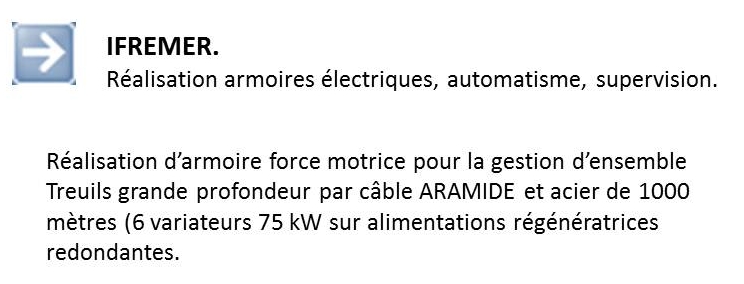 IFREMER.
Réalisation armoires électriques, automatisme, supervision.
Réalisation d’armoire force motrice pour la gestion d’ensemble
Treuils grande profondeur par câble ARAMIDE et acier de 1000
mètres (6 variateurs 75 kW sur alimentations régénératrices
redondantes.